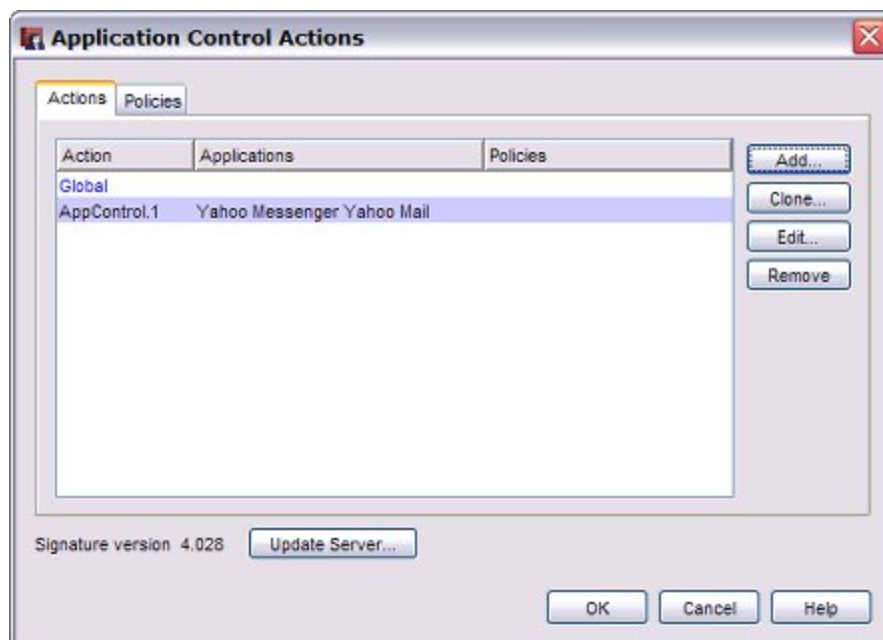 Application Control Actions
Actions Policies
Action Applications Policies
Global
AppControl.1 Yahoo Messenger Yahoo Mail
Add...
Clone...
Edit...
Remove
Signature version 4.028 Update Server...
OK Cancel Help